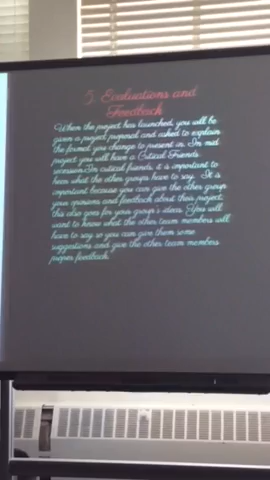 5. Evaluations and
Feedback
When the project has launched, you will be
given a project proposal and asked to explain
the format you change to present in. In mid
project you will have a Critical Friends
recession. In critical friends, it is important to
hear what the other groups have to say. It is
important because you can give the other group
your opinions and feedback about their project,
this also goes for your group's ideas. You will
want to know what the other team members will
have to say so you can give them some
suggestions and give the other team members
proper feedback.